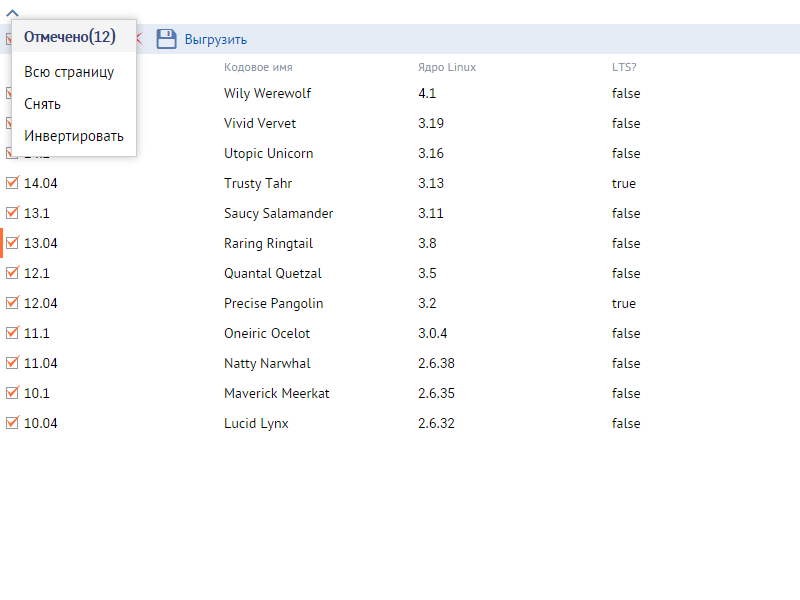 Отмечено(12)
Выгрузить
Всю страницу
Снять
Инвертировать
Кодовое имя Ядро Linux LTS?
Wily Werewolf 4.1 false
Vivid Vervet 3.19 false
Utopic Unicorn 3.16 false
14.04 Trusty Tahr 3.13 true
13.1 Saucy Salamander 3.11 false
13.04 Raring Ringtail 3.8 false
12.1 Quantal Quetzal 3.5 false
12.04 Precise Pangolin 3.2 true
11.1 Oneiric Ocelot 3.0.4 false
11.04 Natty Narwhal 2.6.38 false
10.1 Maverick Meerkat 2.6.35 false
10.04 Lucid Lynx 2.6.32 false